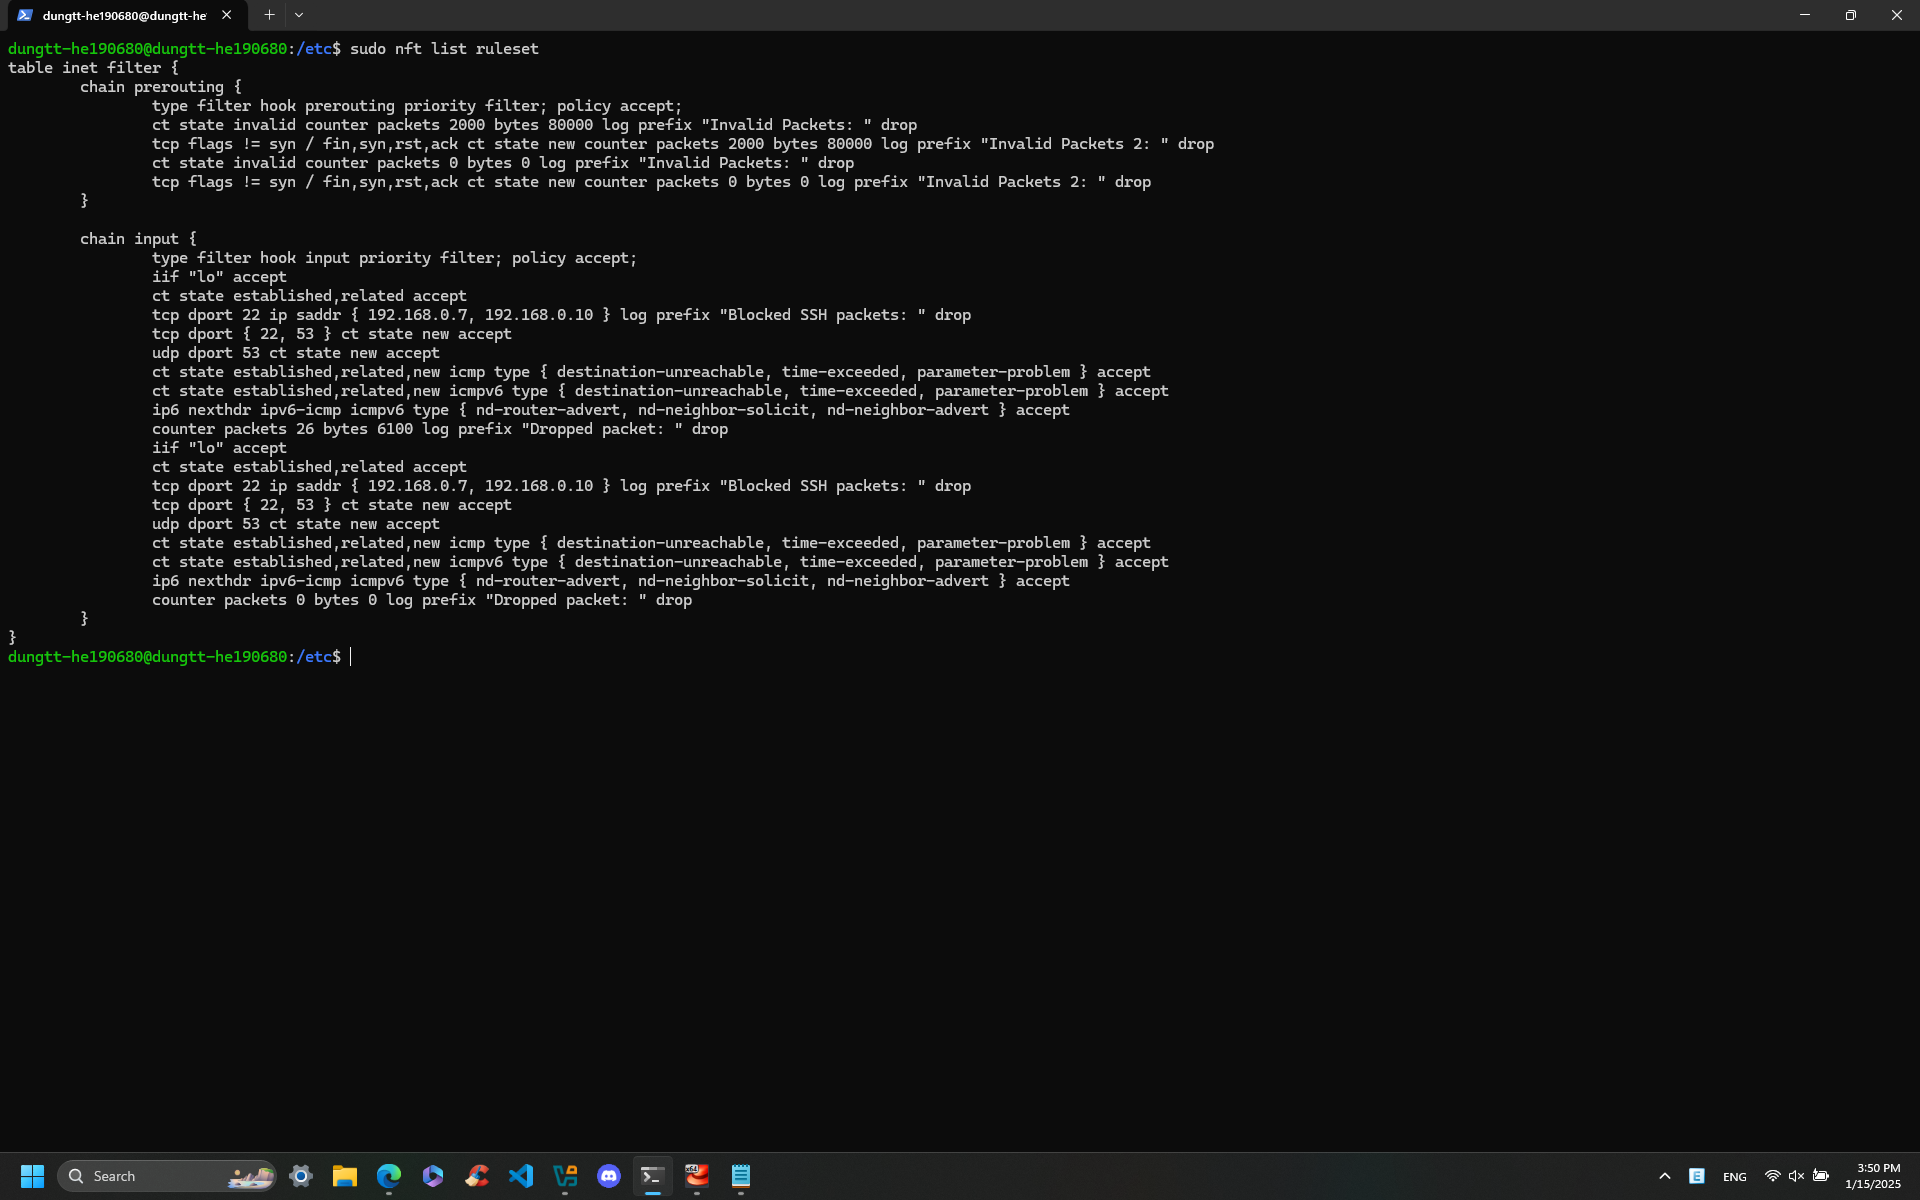 dungtt-he190680@dungtt-he
dungtt-he190680@dungtt-he190680:/etc$ sudo nft list ruleset
table inet filter {
        chain prerouting {
                type filter hook prerouting priority filter; policy accept;
                ct state invalid counter packets 2000 bytes 80000 log prefix "Invalid Packets: " drop
                tcp flags != syn / fin,syn,rst,ack ct state new counter packets 2000 bytes 80000 log prefix "Invalid Packets 2: " drop
                ct state invalid counter packets 0 bytes 0 log prefix "Invalid Packets: " drop
                tcp flags != syn / fin,syn,rst,ack ct state new counter packets 0 bytes 0 log prefix "Invalid Packets 2: " drop
        }
        chain input {
                type filter hook input priority filter; policy accept;
                iif "lo" accept
                ct state established,related accept
                tcp dport 22 ip saddr { 192.168.0.7, 192.168.0.10 } log prefix "Blocked SSH packets: " drop
                tcp dport { 22, 53 } ct state new accept
                udp dport 53 ct state new accept
                ct state established,related,new icmp type { destination-unreachable, time-exceeded, parameter-problem } accept
                ct state established,related,new icmpv6 type { destination-unreachable, time-exceeded, parameter-problem } accept
                ip6 nexthdr ipv6-icmp icmpv6 type { nd-router-advert, nd-neighbor-solicit, nd-neighbor-advert } accept
                counter packets 26 bytes 6100 log prefix "Dropped packet: " drop
                iif "lo" accept
                ct state established,related accept
                tcp dport 22 ip saddr { 192.168.0.7, 192.168.0.10 } log prefix "Blocked SSH packets: " drop
                tcp dport { 22, 53 } ct state new accept
                udp dport 53 ct state new accept
                ct state established,related,new icmp type { destination-unreachable, time-exceeded, parameter-problem } accept
                ct state established,related,new icmpv6 type { destination-unreachable, time-exceeded, parameter-problem } accept
                ip6 nexthdr ipv6-icmp icmpv6 type { nd-router-advert, nd-neighbor-solicit, nd-neighbor-advert } accept
                counter packets 0 bytes 0 log prefix "Dropped packet: " drop
        }
}
dungtt-he190680@dungtt-he190680:/etc$
Search
x64
E
ENG
3:50 PM
1/15/2025